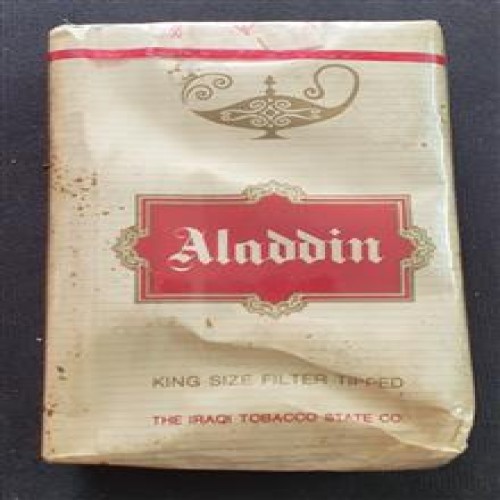 Aladdin
KING SIZE FILTER TIPPED
THE IRAQI TOBACCO STATE CO